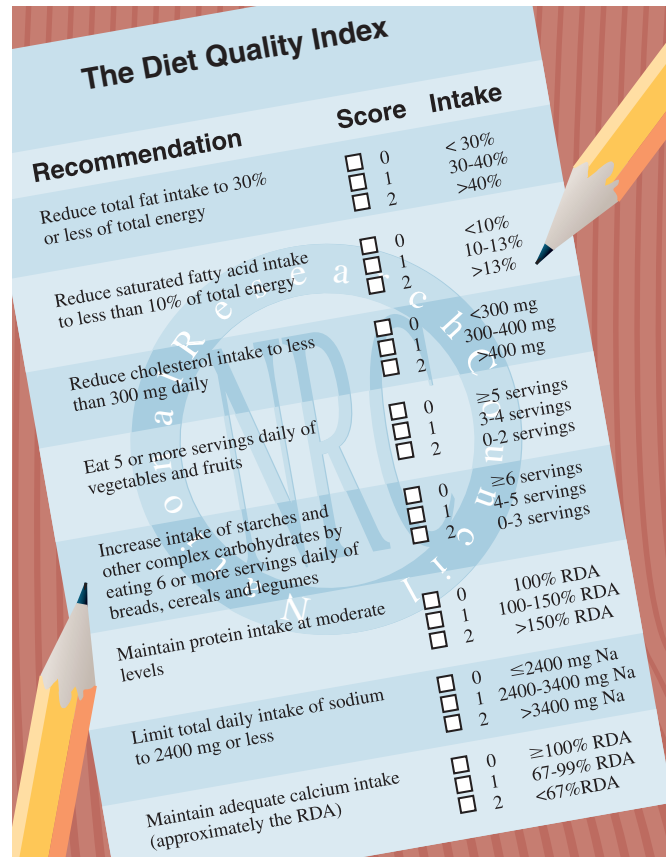 The Diet Quality Index
Recommendation Score Intake
Reduce total fat intake to 30%
or less of total energy
0 < 30%
1 30-40%
2 >40%
Reduce saturated fatty acid intake
to less than 10% of total energy
0 <10%
1 10-13%
2 >13%
Reduce cholesterol intake to less
than 300 mg daily
0 <300 mg
1 300-400 mg
2 >400 mg
Eat 5 or more servings daily of
vegetables and fruits
0 ≥5 servings
1 3-4 servings
2 0-2 servings
Increase intake of starches and
other complex carbohydrates by
eating 6 or more servings daily of
breads, cereals and legumes
0 ≥6 servings
1 4-5 servings
2 0-3 servings
Maintain protein intake at moderate
levels
0 100% RDA
1 100-150% RDA
2 >150% RDA
Limit total daily intake of sodium
to 2400 mg or less
0 ≤2400 mg Na
1 2400-3400 mg Na
2 >3400 mg Na
Maintain adequate calcium intake
(approximately the RDA)
0 ≥100% RDA
1 67-99% RDA
2 <67%RDA
National Research Council
NRC